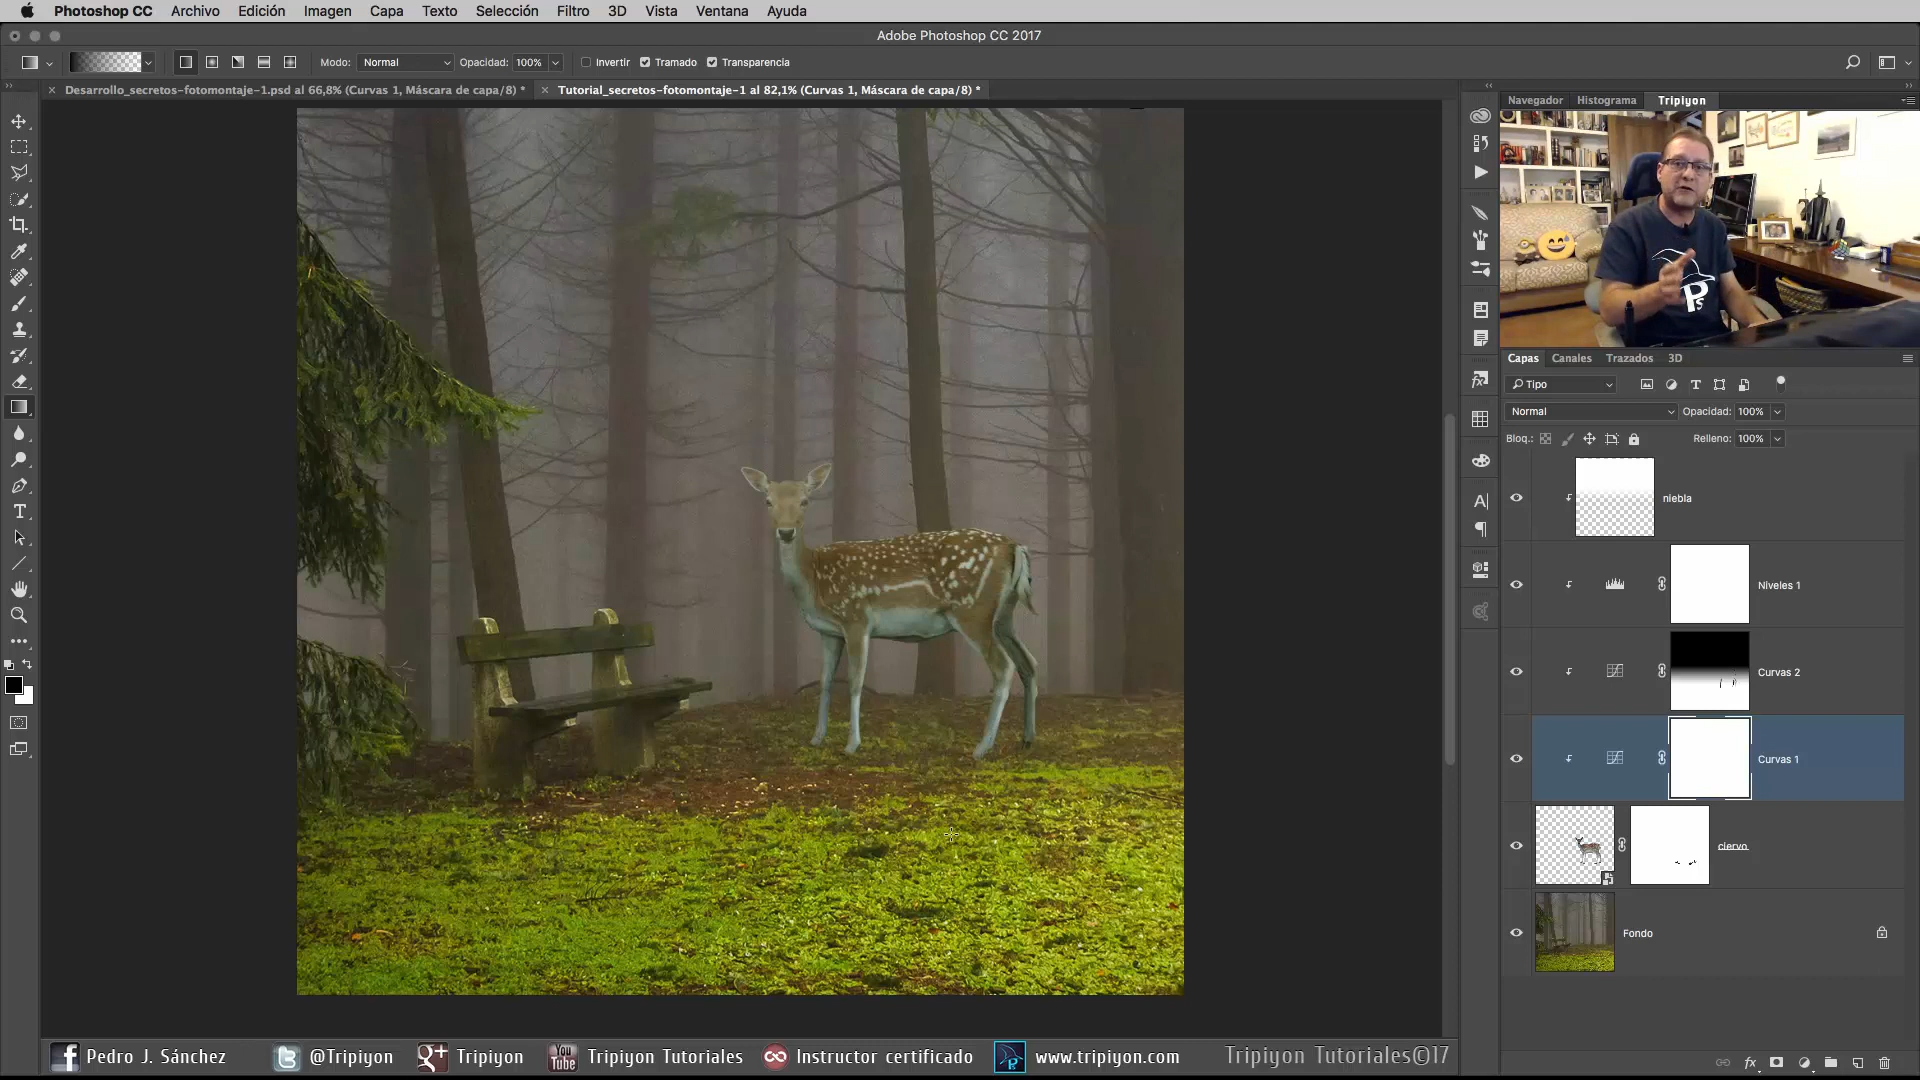 Photoshop CC Archivo Edición Imagen Capa Texto Selección Filtro 3D Vista Ventana Ayuda
Adobe Photoshop CC 2017
Modo: Normal Opacidad: 100% Invertir Tramado Transparencia
Desarrollo_secretos-fotomontaje-1.psd al 66,8% (Curvas 1, Máscara de capa/8) *
Tutorial_secretos-fotomontaje-1 al 82,1% (Curvas 1, Máscara de capa/8) *
Navegador Histograma Tripiyon
Ps
Capas Canales Trazados 3D
Tipo
Normal Opacidad: 100%
Bloq.: Relleno: 100%
niebla
Niveles 1
Curvas 2
Curvas 1
ciervo
Fondo
Pedro J. Sánchez @Tripiyon Tripiyon You Tube Tripiyon Tutoriales Instructor certificado www.tripiyon.com Tripiyon Tutoriales©17